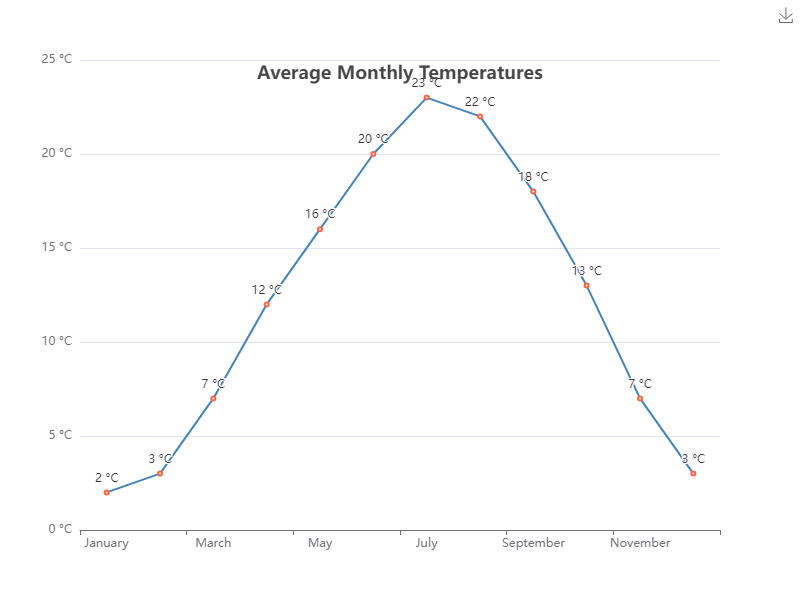 Average Monthly Temperatures
25 °C
20 °C
15 °C
10 °C
5 °C
0 °C
2 °C
3 °C
7 °C
12 °C
16 °C
20 °C
23 °C
22 °C
18 °C
13 °C
7 °C
3 °C
January March May July September November